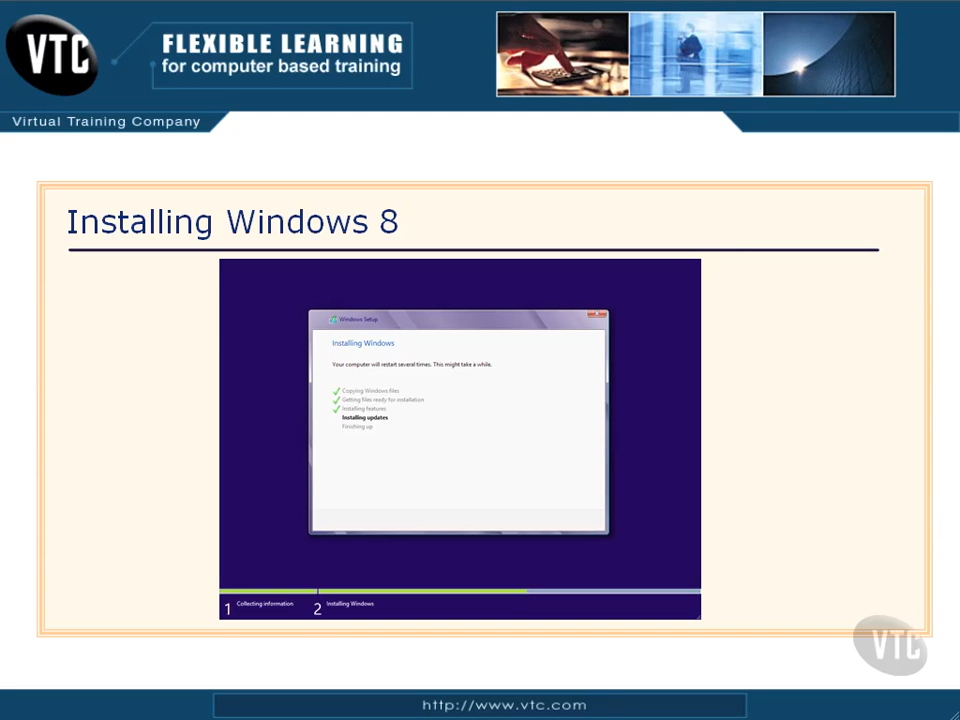 VTC
FLEXIBLE LEARNING
for computer based training
Virtual Training Company
Installing Windows 8
Windows Setup
Installing Windows
Your computer will restart several times. This might take a while.
Copying Windows files
Getting files ready for installation
Installing features
Installing updates
Finishing up
1 Collecting information
2 Installing Windows
VTC
http://www.vtc.com